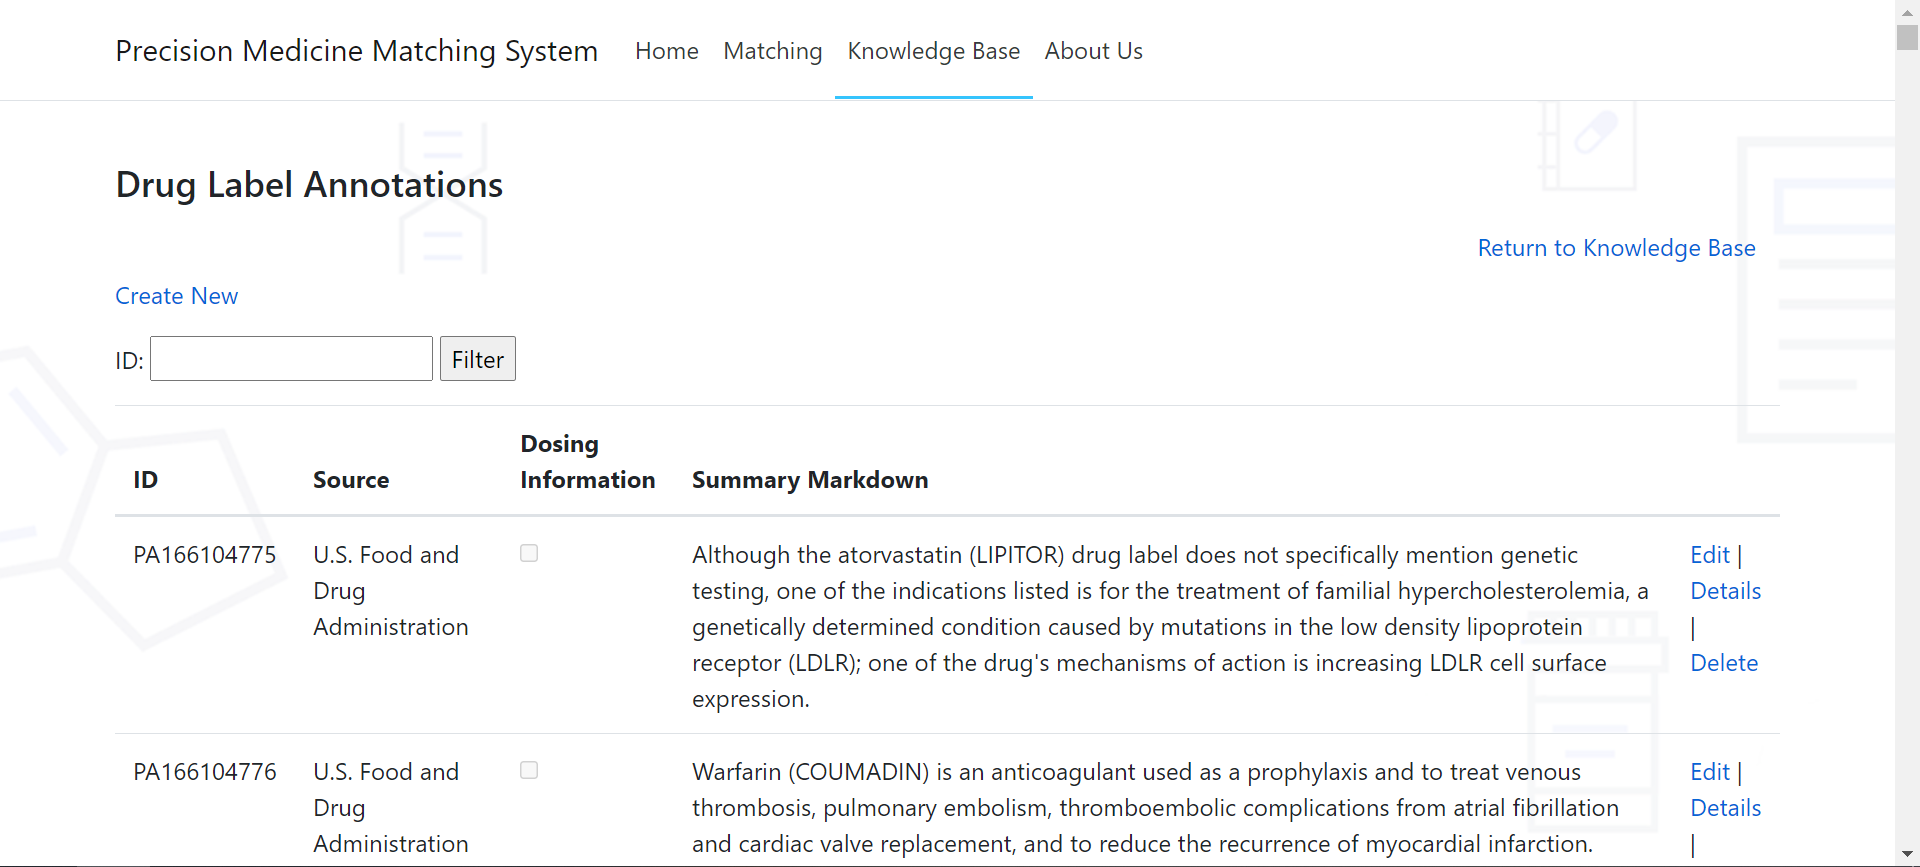 Precision Medicine Matching System Home Matching Knowledge Base About Us
Drug Label Annotations
Return to Knowledge Base
Create New
ID: Filter
ID Source Dosing Information Summary Markdown
PA166104775 U.S. Food and Although the atorvastatin (LIPITOR) drug label does not specifically mention genetic Edit |
Drug testing, one of the indications listed is for the treatment of familial hypercholesterolemia, a Details
Administration genetically determined condition caused by mutations in the low density lipoprotein |
receptor (LDLR); one of the drug's mechanisms of action is increasing LDLR cell surface Delete
expression.
PA166104776 U.S. Food and Warfarin (COUMADIN) is an anticoagulant used as a prophylaxis and to treat venous Edit |
Drug thrombosis, pulmonary embolism, thromboembolic complications from atrial fibrillation Details
Administration and cardiac valve replacement, and to reduce the recurrence of myocardial infarction. |